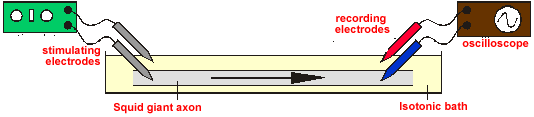 stimulating
electrodes
recording
electrodes
oscilloscope
Squid giant axon
Isotonic bath